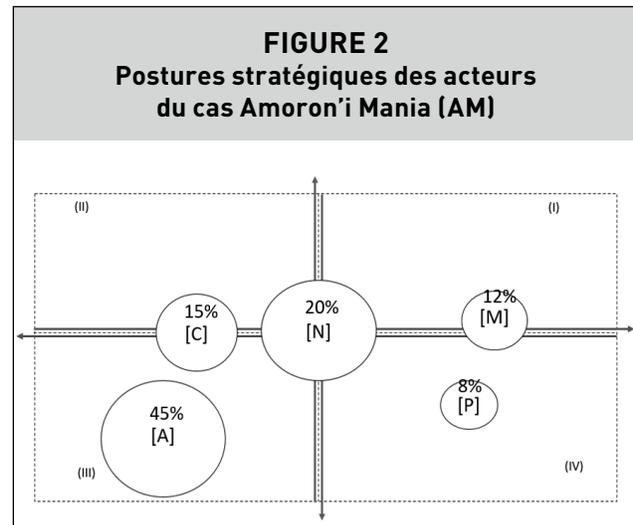 FIGURE 2
Postures stratégiques des acteurs
du cas Amoron’i Mania (AM)
(II)
(I)
15%
[C]
20%
[N]
12%
[M]
45%
[A]
8%
[P]
(III)
(IV)